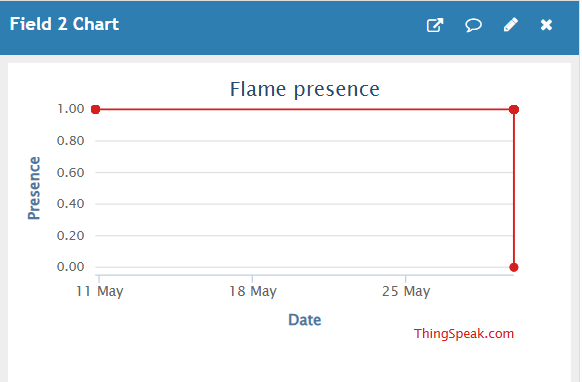 Field 2 Chart
Flame presence
1.00
0.80
0.60
0.40
0.20
0.00
Presence
11 May 18 May 25 May
Date
ThingSpeak.com